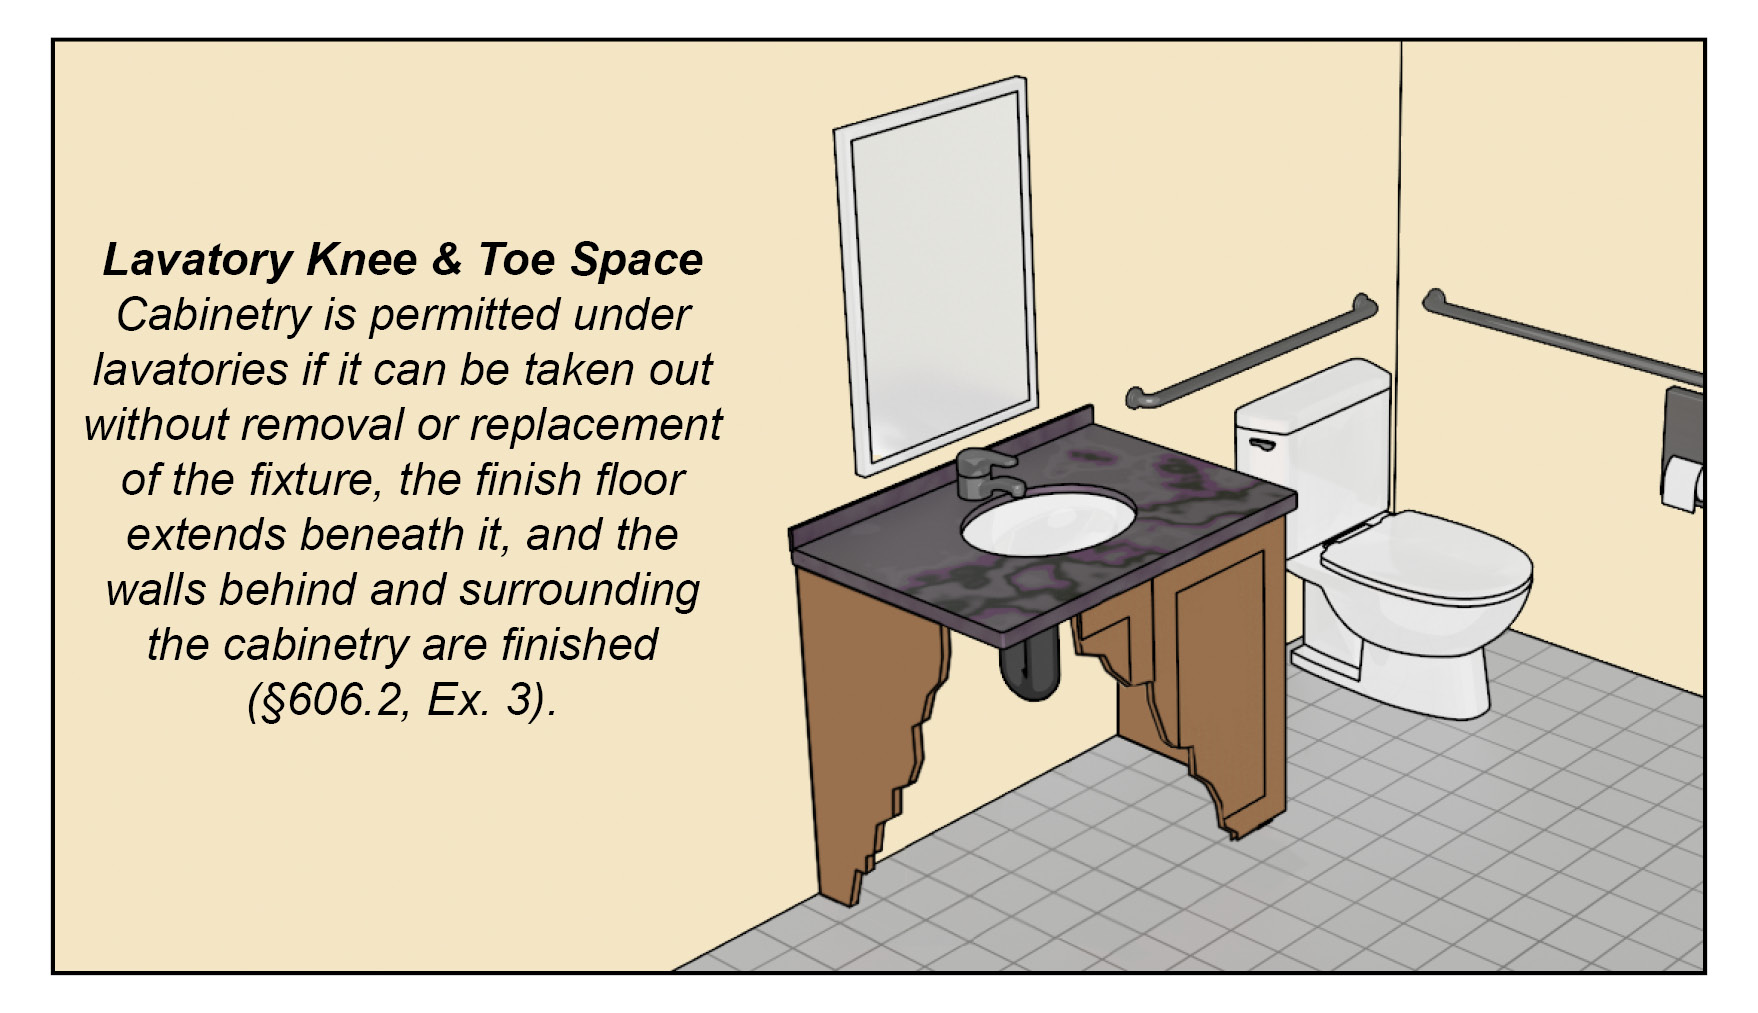 Lavatory Knee & Toe Space
Cabinetry is permitted under
lavatories if it can be taken out
without removal or replacement
of the fixture, the finish floor
extends beneath it, and the
walls behind and surrounding
the cabinetry are finished
(§606.2, Ex. 3).